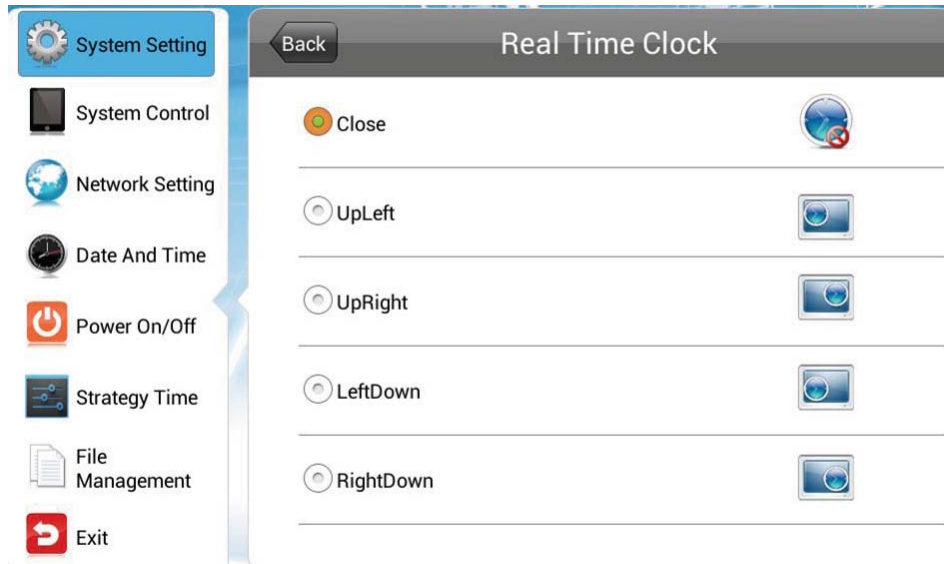 System Setting
System Control
Network Setting
Date And Time
Power On/Off
Strategy Time
File
Management
Exit
Back
Real Time Clock
Close
UpLeft
UpRight
LeftDown
RightDown